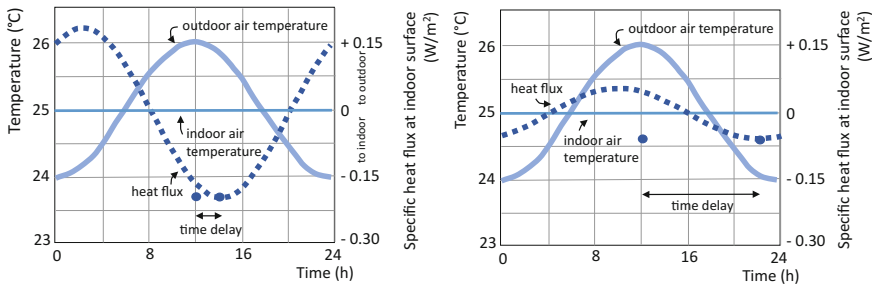 Temperature (°C)
26
25
24
23
outdoor air temperature
indoor air
temperature
heat flux
time delay
0
8
16
24
Time (h)
+ 0.15
0
- 0.15
- 0.30
to indoor
to outdoor
Specific heat flux at indoor surface
(W/m²)
Temperature (°C)
26
25
24
23
outdoor air temperature
heat flux
indoor air
temperature
time delay
0
8
16
24
Time (h)
+ 0.15
0
- 0.15
- 0.30
Specific heat flux at indoor surface
(W/m²)